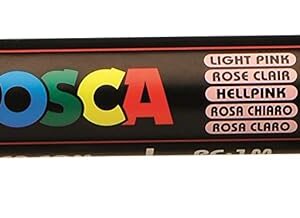 OSCA
LIGHT PINK
ROSE CLAIR
HELLPINK
ROSA CHIARO
ROSA CLARO